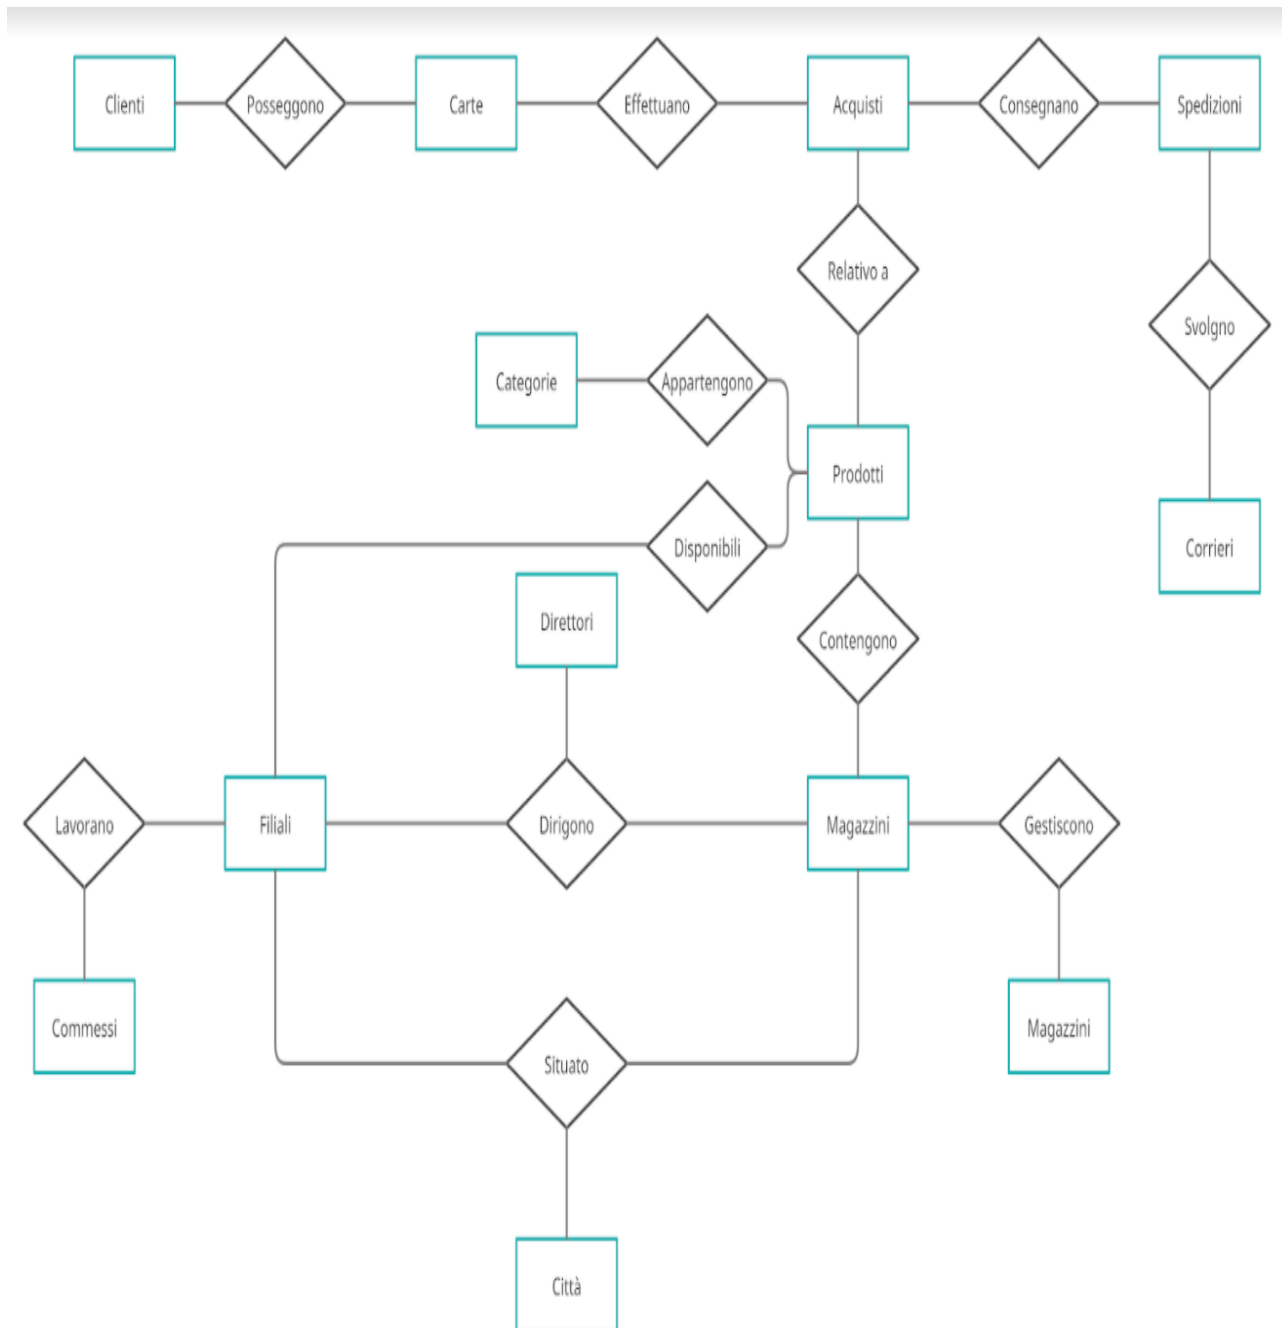 Clienti
Posseggono
Carte
Effettuano
Acquisti
Consegnano
Spedizioni
Relativo a
Svolgno
Categorie
Appartengono
Prodotti
Disponibili
Corrieri
Direttori
Contengono
Lavorano
Filiali
Dirigono
Magazzini
Gestiscono
Commessi
Situato
Magazzini
Città